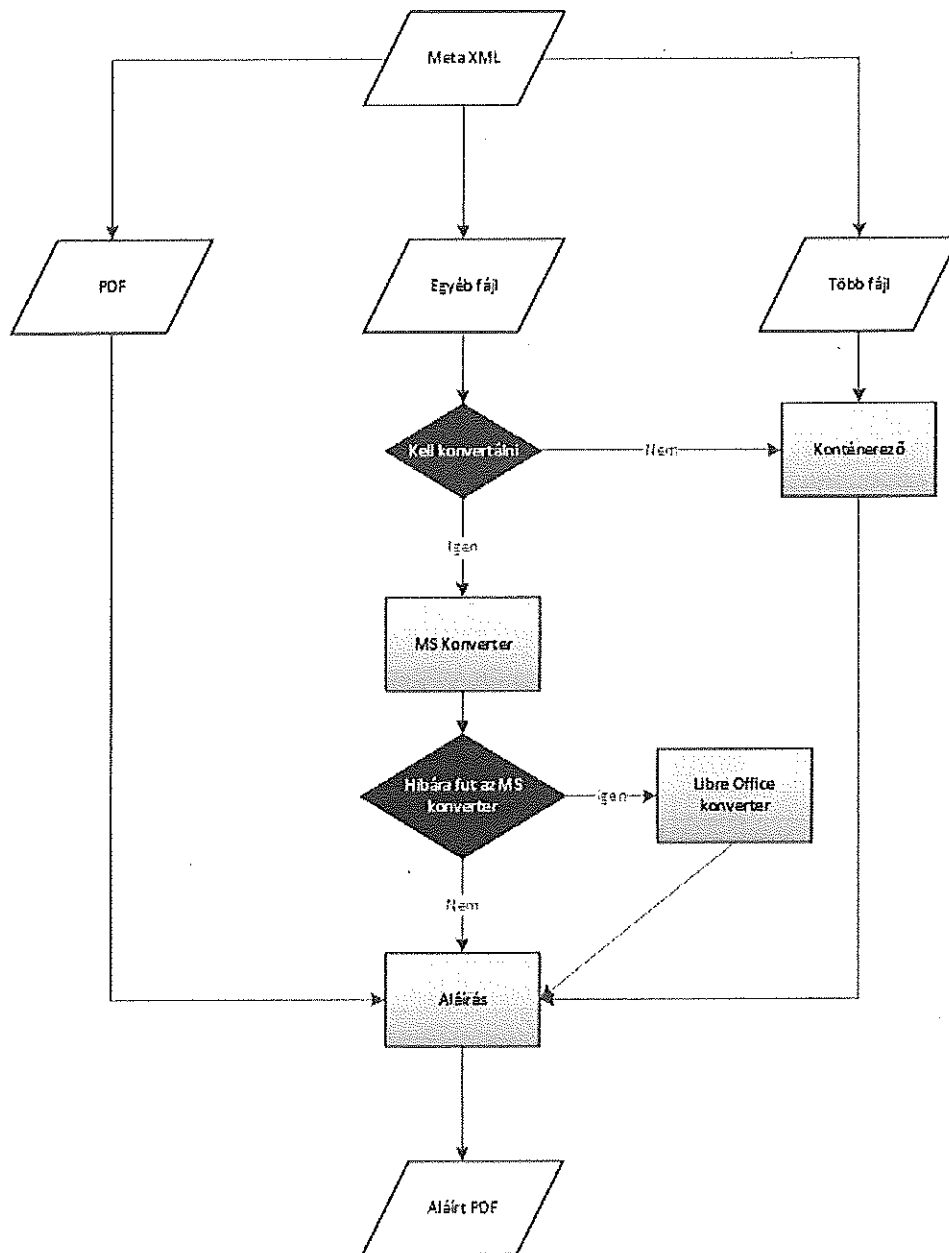 Meta XML
PDF
Egyéb fájl
Több fájl
Kell konvertálni
Nem
Konténerező
Igen
MS Konverter
Hibára fut az MS
konverter
Igen
Libre Office
konverter
Nem
Aláírás
Aláírt PDF